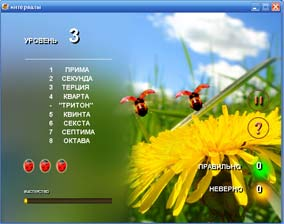 интервалы
УРОВЕНЬ 3
1 ПРИМА
2 СЕКУНДА
3 ТЕРЦИЯ
4 КВАРТА
- "ТРИТОН"
5 КВИНТА
6 СЕКСТА
7 СЕПТИМА
8 ОКТАВА
?
ПРАВИЛЬНО 0
НЕВЕРНО 0
МАСТЕРСТВО